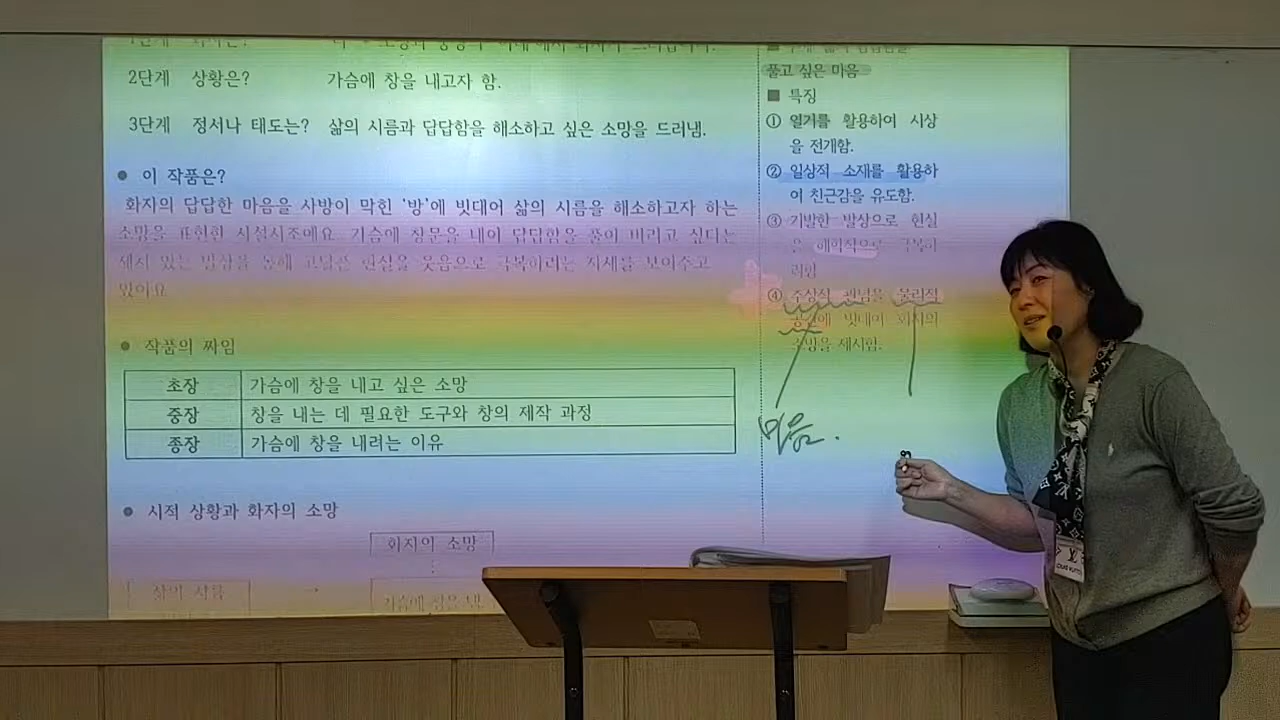 2단계 상황은? 가슴에 창을 내고자 함.
3단계 정서나 태도는? 삶의 시름과 답답함을 해소하고 싶은 소망을 드러냄.
● 이 작품은?
화자의 답답한 마음을 사방이 막힌 '방'에 빗대어 삶의 시름을 해소하고자 하는
소망을 표현한 사설시조예요. 가슴에 창문을 내어 답답함을 풀어 버리고 싶다는
재치 있는 발상을 통해 고달픈 현실을 웃음으로 극복하려는 자세를 보여주고
있어요.
● 작품의 짜임
초장 가슴에 창을 내고 싶은 소망
중장 창을 내는 데 필요한 도구와 창의 제작 과정
종장 가슴에 창을 내려는 이유
● 시적 상황과 화자의 소망
화자의 소망
삶의 시름 →
풀고 싶은 마음
■ 특징
① 열거를 활용하여 시상
을 전개함.
② 일상적 소재를 활용하
여 친근감을 유도함.
③ 기발한 발상으로 현실
을 해학적으로 극복하
려함
④ 추상적 관념을 물리적
공간에 빗대어 화자의
소망을 제시함.
마음.